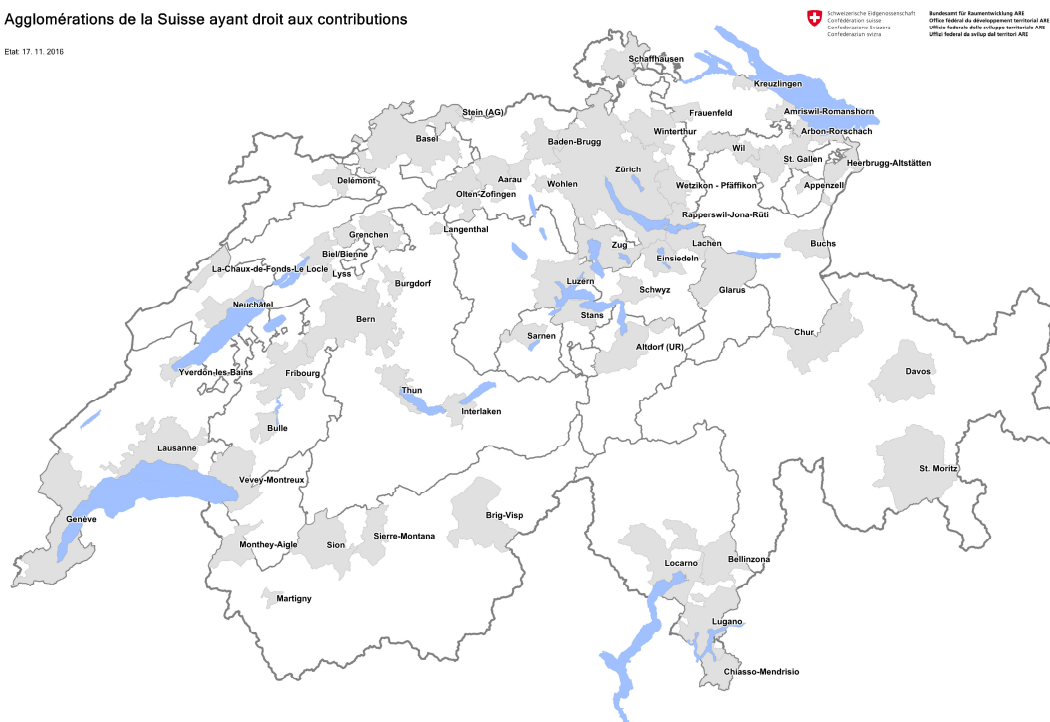 Agglomérations de la Suisse ayant droit aux contributions
Etat: 17. 11. 2016
Schweizerische Eidgenossenschaft
Confédération suisse
Confederazione Svizzera
Confederaziun svizra
Bundesamt für Raumentwicklung ARE
Office fédéral du développement territorial ARE
Ufficio federale dello sviluppo territoriale ARE
Uffizi federal da svilup dal territori ARE
Schaffhausen
Kreuzlingen
Stein (AG)
Frauenfeld
Amriswil-Romanshorn
Basel
Baden-Brugg
Winterthur
Arbon-Rorschach
Wil
St. Gallen
Heerbrugg-Altstätten
Delémont
Aarau
Wohlen
Zürich
Wetzikon - Pfäffikon
Appenzell
Olten-Zofingen
Rapperswil-Jona-Rüti
Langenthal
Grenchen
Zug
Lachen
Buchs
Biel/Bienne
Einsiedeln
La-Chaux-de-Fonds-Le Locle
Lyss
Burgdorf
Luzern
Schwyz
Glarus
Neuchâtel
Bern
Stans
Sarnen
Altdorf (UR)
Chur
Yverdon-les-Bains
Fribourg
Davos
Thun
Interlaken
Bulle
Lausanne
St. Moritz
Vevey-Montreux
Genève
Brig-Visp
Monthey-Aigle
Sion
Sierre-Montana
Locarno
Bellinzona
Martigny
Lugano
Chiasso-Mendrisio